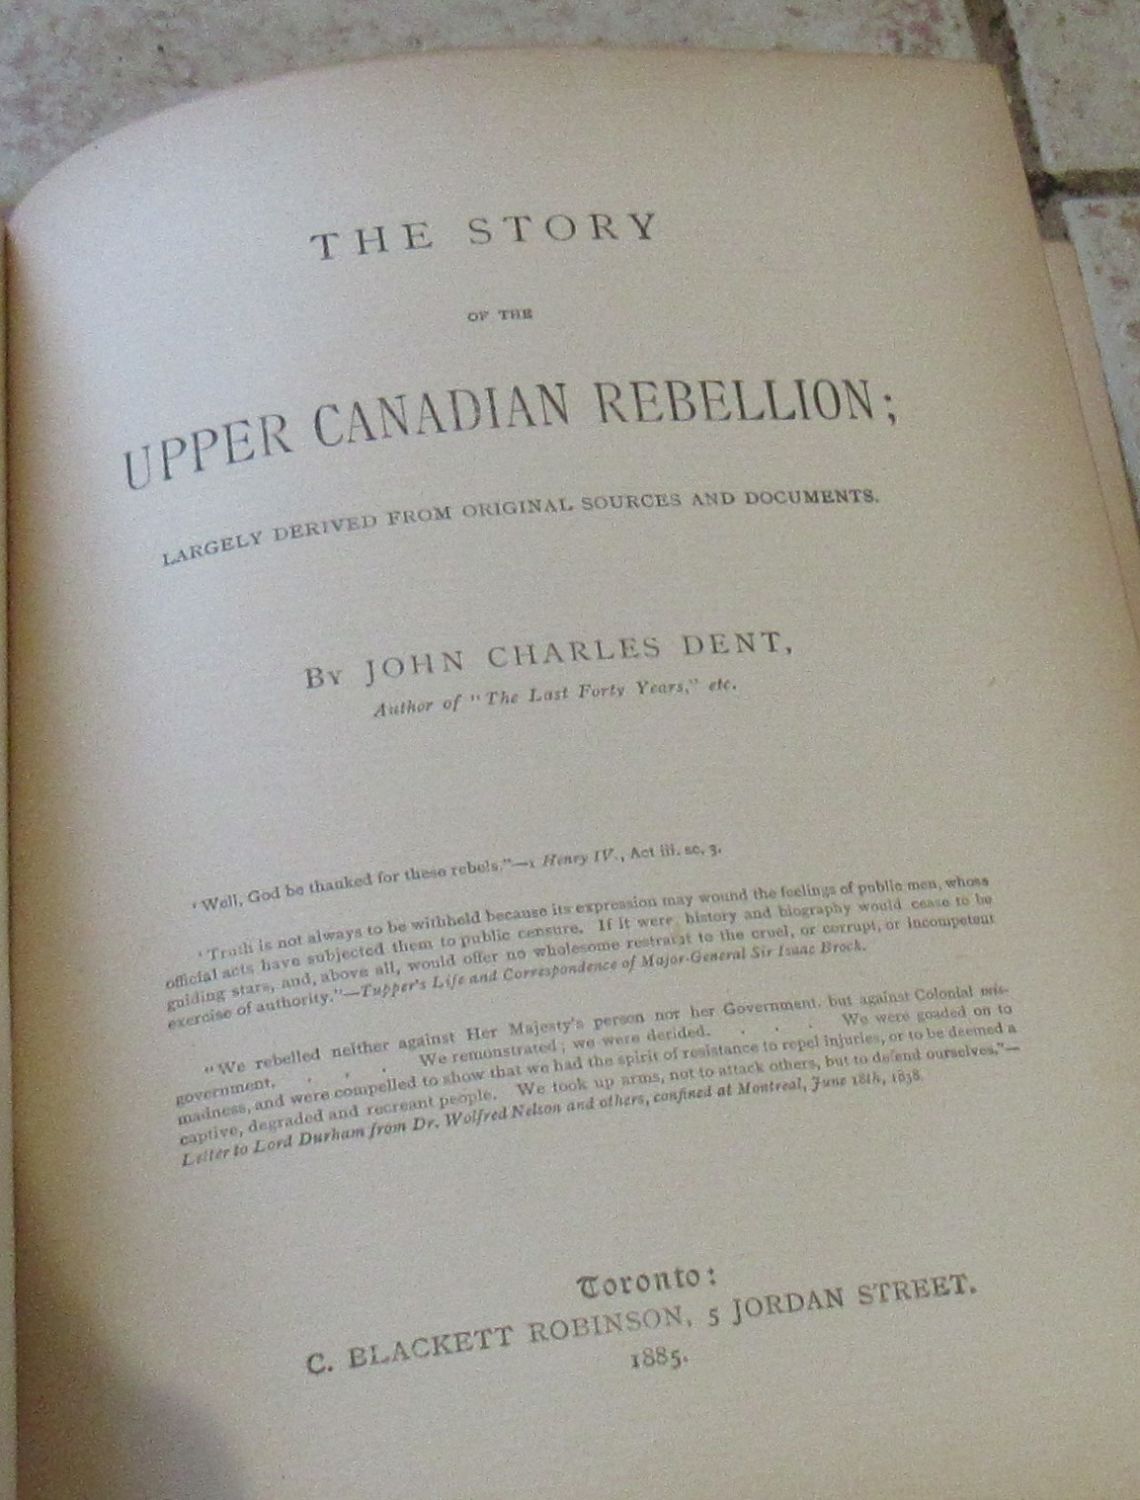 THE STORY
OF THE
UPPER CANADIAN REBELLION;
LARGELY DERIVED FROM ORIGINAL SOURCES AND DOCUMENTS.
BY JOHN CHARLES DENT,
Author of "The Last Forty Years," etc.
"Well, God be thanked for these rebels."—1 Henry IV., Act iii. sc. 3.
"Truth is not always to be withheld because its expression may wound the feelings of public men, whose
official acts have subjected them to public censure. If it were, history and biography would cease to be
guiding stars, and, above all, would offer no wholesome restraint to the cruel, or corrupt, or incompetent
exercise of authority."—Tupper's Life and Correspondence of Major-General Sir Isaac Brock.
"We rebelled neither against Her Majesty's person nor her Government, but against Colonial mis-
government. . . . We remonstrated; we were derided. . . . We were goaded on to
madness, and were compelled to show that we had the spirit of resistance to repel injuries, or to be deemed a
captive, degraded and recreant people. We took up arms, not to attack others, but to defend ourselves."—
Letter to Lord Durham from Dr. Wolfred Nelson and others, confined at Montreal, June 18th, 1838.
Toronto:
C. BLACKETT ROBINSON, 5 JORDAN STREET.
1885.